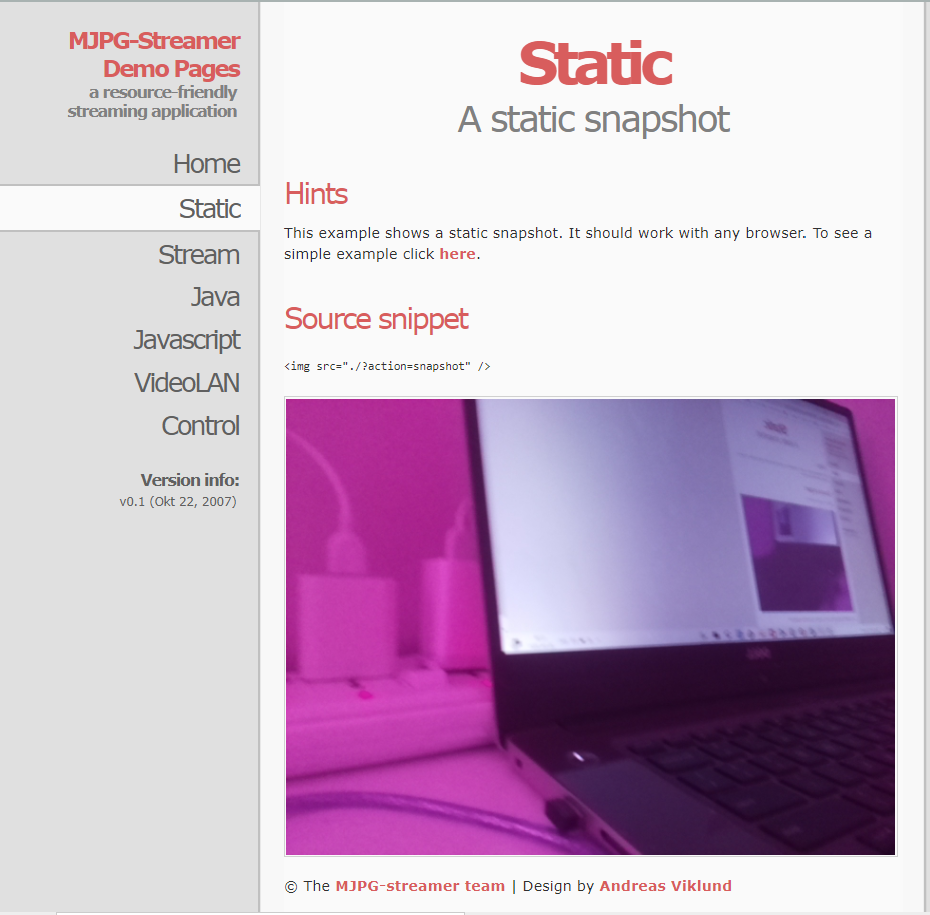 MJPG-Streamer
Demo Pages
a resource-friendly
streaming application
Home
Static
Stream
Java
Javascript
VideoLAN
Control
Version info:
v0.1 (Okt 22, 2007)
Static
A static snapshot
Hints
This example shows a static snapshot. It should work with any browser. To see a
simple example click here.
Source snippet
<img src="./?action=snapshot" />
© The MJPG-streamer team | Design by Andreas Viklund